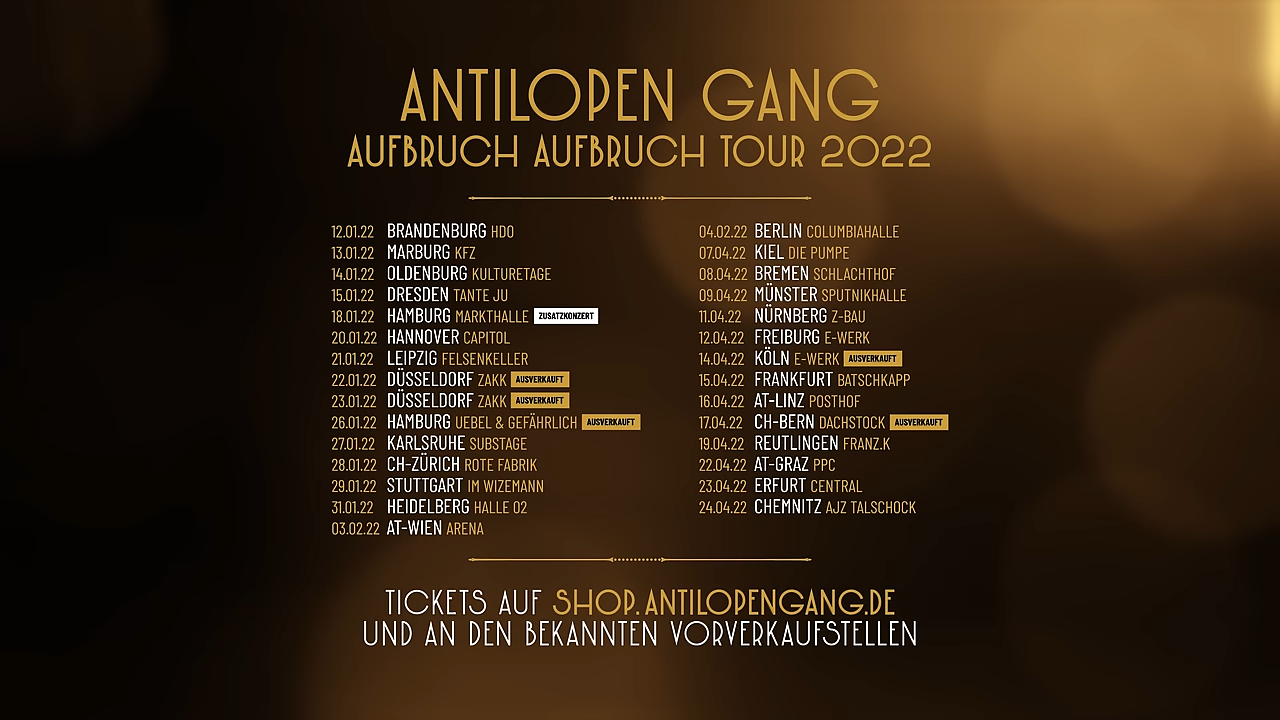 ANTILOPEN GANG
AUFBRUCH AUFBRUCH TOUR 2022
12.01.22 BRANDENBURG HDO
13.01.22 MARBURG KFZ
14.01.22 OLDENBURG KULTURETAGE
15.01.22 DRESDEN TANTE JU
18.01.22 HAMBURG MARKTHALLE ZUSATZKONZERT
20.01.22 HANNOVER CAPITOL
21.01.22 LEIPZIG FELSENKELLER
22.01.22 DÜSSELDORF ZAKK AUSVERKAUFT
23.01.22 DÜSSELDORF ZAKK AUSVERKAUFT
26.01.22 HAMBURG UEBEL & GEFÄHRLICH AUSVERKAUFT
27.01.22 KARLSRUHE SUBSTAGE
28.01.22 CH-ZÜRICH ROTE FABRIK
29.01.22 STUTTGART IM WIZEMANN
31.01.22 HEIDELBERG HALLE 02
03.02.22 AT-WIEN ARENA
04.02.22 BERLIN COLUMBIAHALLE
07.04.22 KIEL DIE PUMPE
08.04.22 BREMEN SCHLACHTHOF
09.04.22 MÜNSTER SPUTNIKHALLE
11.04.22 NÜRNBERG Z-BAU
12.04.22 FREIBURG E-WERK
14.04.22 KÖLN E-WERK AUSVERKAUFT
15.04.22 FRANKFURT BATSCHKAPP
16.04.22 AT-LINZ POSTHOF
17.04.22 CH-BERN DACHSTOCK AUSVERKAUFT
19.04.22 REUTLINGEN FRANZ.K
22.04.22 AT-GRAZ PPC
23.04.22 ERFURT CENTRAL
24.04.22 CHEMNITZ AJZ TALSCHOCK
TICKETS AUF SHOP.ANTILOPENGANG.DE
UND AN DEN BEKANNTEN VORVERKAUFSTELLEN